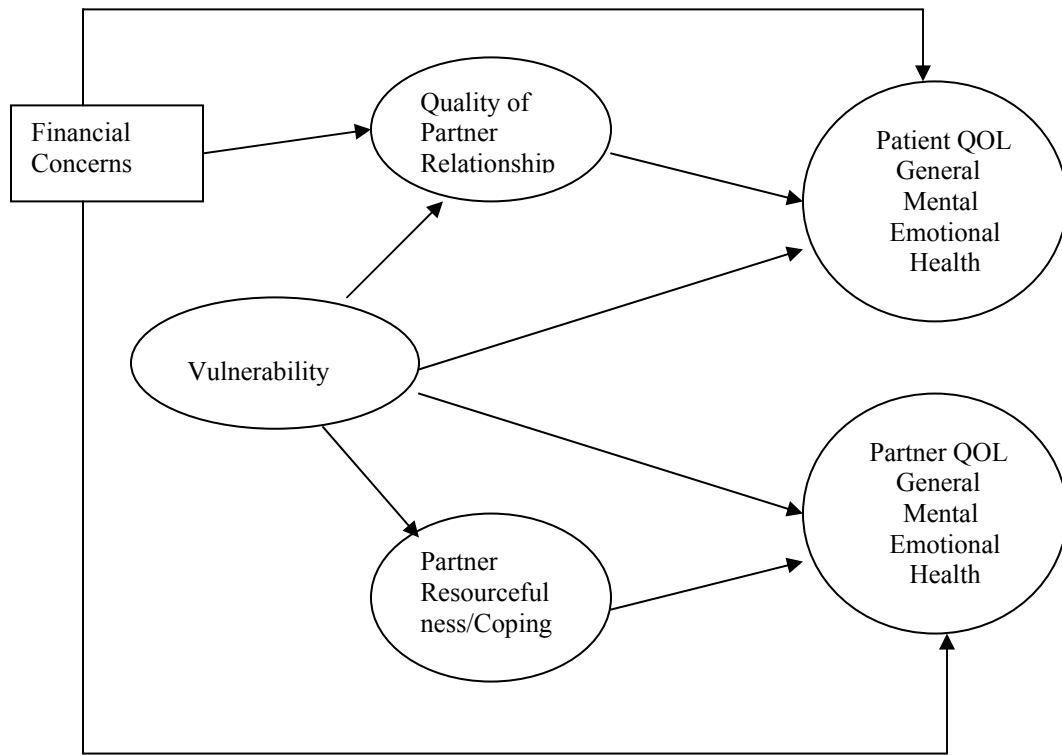 Financial
Concerns
Quality of
Partner
Relationship
Patient QOL
General
Mental
Emotional
Health
Vulnerability
Partner QOL
General
Mental
Emotional
Health
Partner
Resourceful
ness/Coping